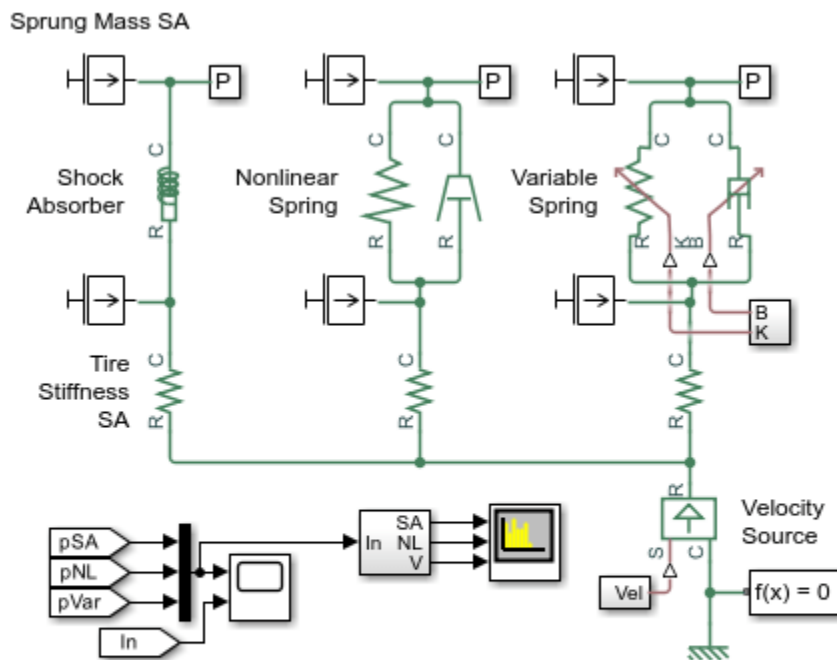 Sprung Mass SA
P
P
P
C
C
C
C
C
Shock
Absorber
Nonlinear
Spring
Variable
Spring
R
R
R
R
K
B
R
B
K
Tire
Stiffness
SA
C
C
C
R
R
R
R
Velocity
Source
S
C
pSA
pNL
pVar
In
In
SA
NL
V
Vel
f(x) = 0